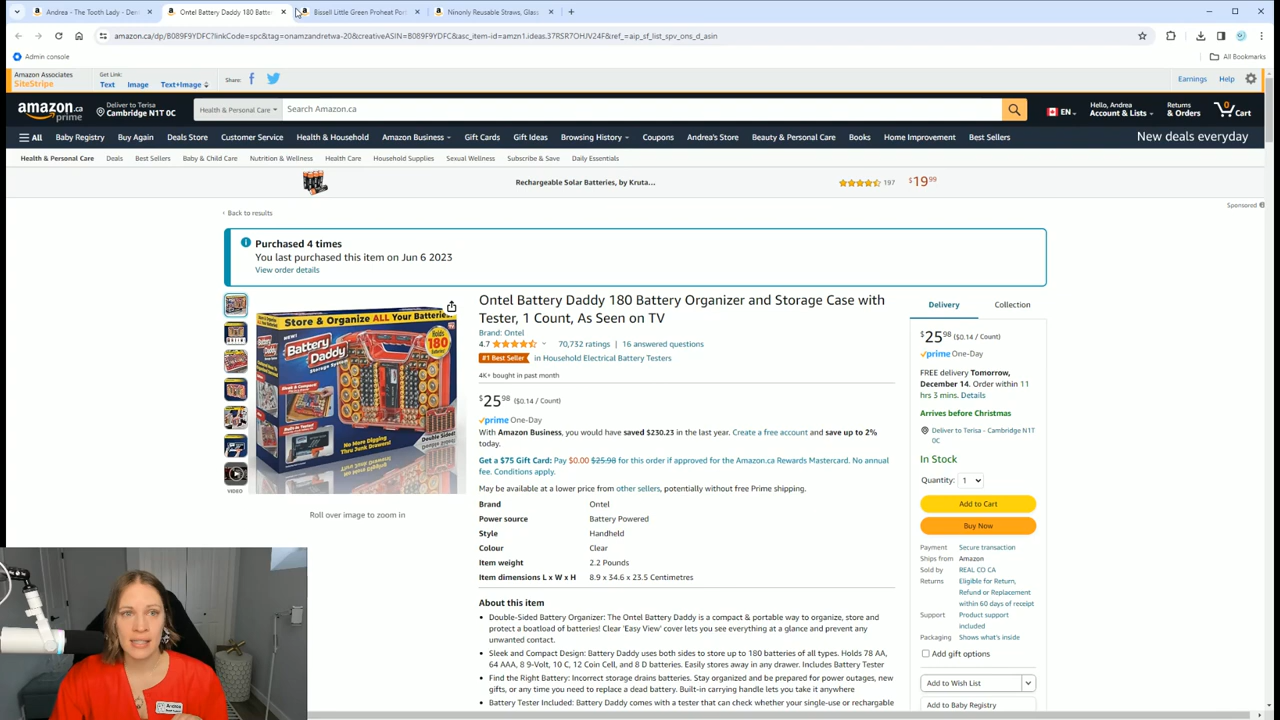 Andrea - The Tooth Lady - Den
Ontel Battery Daddy 180 Batte
Bissell Little Green Proheat Por
Ninonly Reusable Straws, Glass
amazon.ca/dp/B089F9YDFC?linkCode=spc&tag=onamzandretwa-20&creativeASIN=B089F9YDFC&asc_item-id=amzn1.ideas.37RSR7OHJV24F&ref_=aip_sf_list_spv_ons_d_asin
Admin console
All Bookmarks
Amazon Associates
SiteStripe
Get Link:
Text Image Text+Image
Share:
Earnings Help
amazon.ca
prime
Deliver to Terisa
Cambridge N1T 0C
Health & Personal Care
Search Amazon.ca
EN
Hello, Andrea
Account & Lists
Returns
& Orders
0
Cart
All Baby Registry Buy Again Deals Store Customer Service Health & Household Amazon Business Gift Cards Gift Ideas Browsing History Coupons Andrea's Store Beauty & Personal Care Books Home Improvement Best Sellers
New deals everyday
Health & Personal Care Deals Best Sellers Baby & Child Care Nutrition & Wellness Health Care Household Supplies Sexual Wellness Subscribe & Save Daily Essentials
Rechargeable Solar Batteries, by Kruta…
197
$19.99
Sponsored
‹ Back to results
Purchased 4 times
You last purchased this item on Jun 6 2023
View order details
Store & Organize ALL Your Batteries
Battery Daddy
Holds 180
No More Digging Thru Junk Drawers!
Double Sided
VIDEO
Roll over image to zoom in
Ontel Battery Daddy 180 Battery Organizer and Storage Case with
Tester, 1 Count, As Seen on TV
Brand: Ontel
4.7
70,732 ratings | 16 answered questions
#1 Best Seller in Household Electrical Battery Testers
4K+ bought in past month
$25.98 ($0.14 / Count)
prime One-Day
With Amazon Business, you would have saved $230.23 in the last year. Create a free account and save up to 2%
today.
Get a $75 Gift Card: Pay $0.00 $25.98 for this order if approved for the Amazon.ca Rewards Mastercard. No annual
fee. Conditions apply.
May be available at a lower price from other sellers, potentially without free Prime shipping.
Brand Ontel
Power source Battery Powered
Style Handheld
Colour Clear
Item weight 2.2 Pounds
Item dimensions L x W x H 8.9 x 34.6 x 23.5 Centimetres
About this item
• Double-Sided Battery Organizer: The Ontel Battery Daddy is a compact & portable way to organize, store and
protect a boatload of batteries! Clear 'Easy View' cover lets you see everything at a glance and prevent any
unwanted contact.
• Sleek and Compact Design: Battery Daddy uses both sides to store up to 180 batteries of all types. Holds 78 AA,
64 AAA, 8 9-Volt, 10 C, 12 Coin Cell, and 8 D batteries. Easily stores away in any drawer. Includes Battery Tester
• Find the Right Battery: Incorrect storage drains batteries. Stay organized and be prepared for power outages, new
gifts, or any time you need to replace a dead battery. Built-in carrying handle lets you take it anywhere
• Battery Tester Included: Battery Daddy comes with a tester that can check whether your single-use or rechargable
Delivery Collection
$25.98 ($0.14 / Count)
prime One-Day
FREE delivery Tomorrow,
December 14. Order within 11
hrs 3 mins. Details
Arrives before Christmas
Deliver to Terisa - Cambridge N1T
0C
In Stock
Quantity: 1
Add to Cart
Buy Now
Payment Secure transaction
Ships from Amazon
Sold by REAL CO CA
Returns Eligible for Return,
Refund or Replacement
within 60 days of receipt
Support Product support
included
Packaging Shows what's inside
Add gift options
Add to Wish List
Add to Baby Registry
Andrea